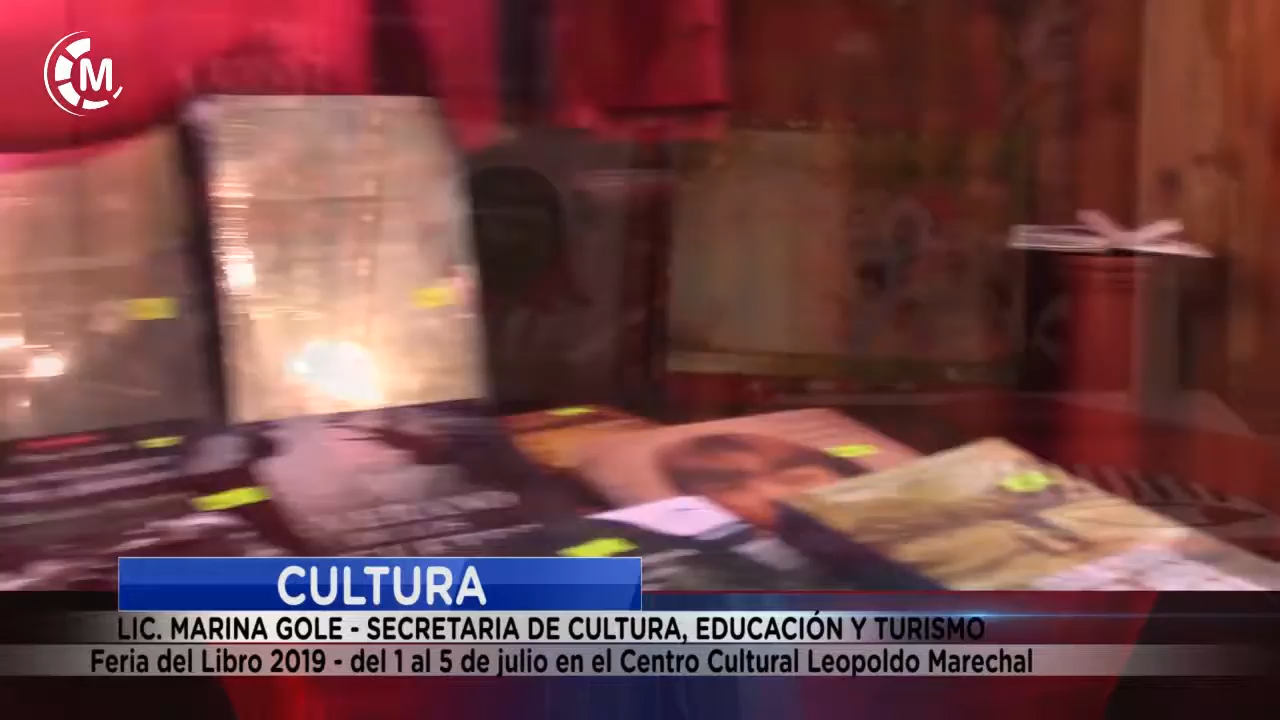 M
CULTURA
LIC. MARINA GOLE - SECRETARIA DE CULTURA, EDUCACIÓN Y TURISMO
Feria del Libro 2019 - del 1 al 5 de julio en el Centro Cultural Leopoldo Marechal